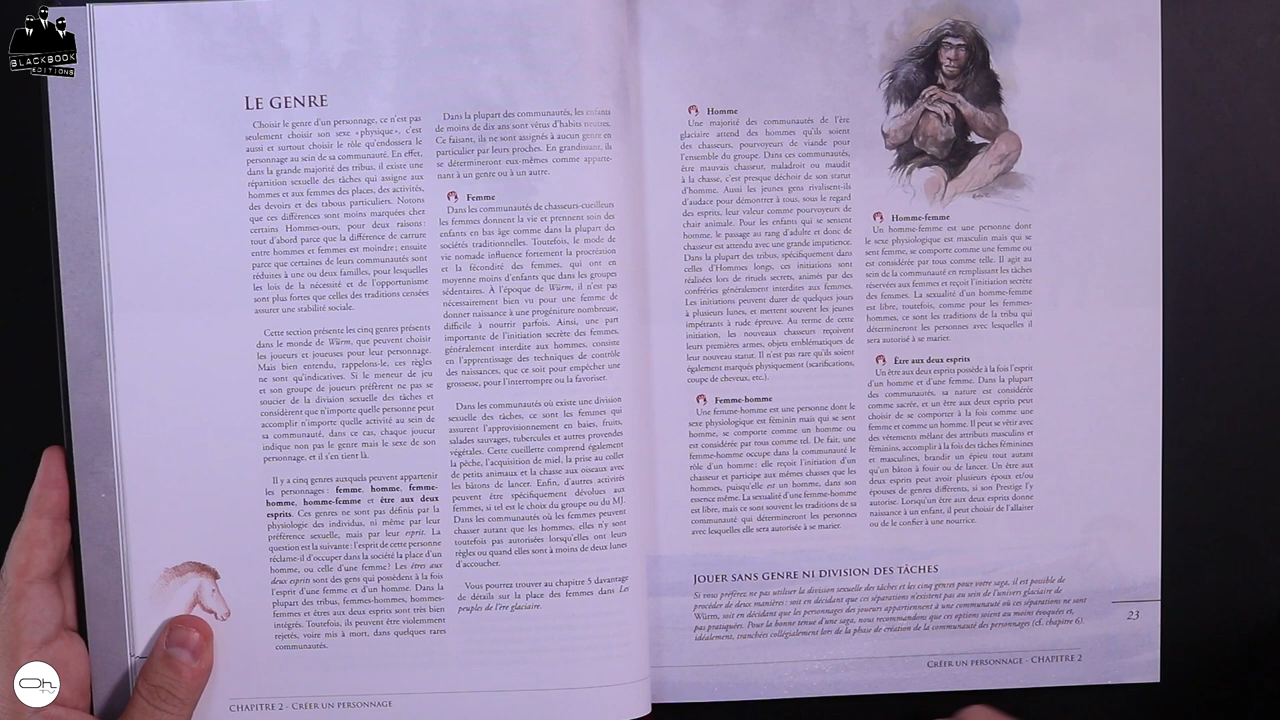 BLACKBOOK
EDITIONS
LE GENRE
Choisir le genre d'un personnage, ce n'est pas
seulement choisir son sexe « physique », c'est
aussi et surtout choisir le rôle qu'endossera le
personnage au sein de sa communauté. En effet,
dans la grande majorité des tribus, il existe une
répartition sexuelle des tâches qui assigne aux
hommes et aux femmes des places, des activités,
des devoirs et des tabous particuliers. Notons
que ces différences sont moins marquées chez
certains Hommes-ours, pour deux raisons :
tout d'abord parce que la différence de carrure
entre hommes et femmes est moindre ; ensuite
parce que certaines de leurs communautés sont
réduites à une ou deux familles, pour lesquelles
les lois de la nécessité et de l'opportunisme
sont plus fortes que celles des traditions censées
assurer une stabilité sociale.
Cette section présente les cinq genres présents
dans le monde de Würm, que peuvent choisir
les joueurs et joueuses pour leur personnage.
Mais bien entendu, rappelons-le, ces règles
ne sont qu'indicatives. Si le meneur de jeu
et son groupe de joueurs préfèrent ne pas se
soucier de la division sexuelle des tâches et
considèrent que n'importe quelle personne peut
accomplir n'importe quelle activité au sein de
sa communauté, dans ce cas, chaque joueur
indique non pas le genre mais le sexe de son
personnage, et il s'en tient là.
Il y a cinq genres auxquels peuvent appartenir
les personnages : femme, homme, femme-
homme, homme-femme et être aux deux
esprits. Ces genres ne sont pas définis par la
physiologie des individus, ni même par leur
préférence sexuelle, mais par leur esprit. La
question est la suivante : l'esprit de cette personne
réclame-il d'occuper dans la société la place d'un
homme, ou celle d'une femme ? Les êtres aux
deux esprits sont des gens qui possèdent à la fois
l'esprit d'une femme et d'un homme. Dans la
plupart des tribus, femmes-hommes, hommes-
femmes et êtres aux deux esprits sont très bien
intégrés. Toutefois, ils peuvent être violemment
rejetés, voire mis à mort, dans quelques rares
communautés.
Dans la plupart des communautés, les enfants
de moins de dix ans sont vêtus d'habits neutres.
Ce faisant, ils ne sont assignés à aucun genre en
particulier par leurs proches. En grandissant, ils
se détermineront eux-mêmes comme apparte-
nant à un genre ou à un autre.
Femme
Dans les communautés de chasseurs-cueilleurs
les femmes donnent la vie et prennent soin des
enfants en bas âge comme dans la plupart des
sociétés traditionnelles. Toutefois, le mode de
vie nomade influence fortement la procréation
et la fécondité des femmes, qui ont en
moyenne moins d'enfants que dans les groupes
sédentaires. À l'époque de Würm, il n'est pas
nécessairement bien vu pour une femme de
donner naissance à une progéniture nombreuse,
difficile à nourrir parfois. Ainsi, une part
importante de l'initiation secrète des femmes,
généralement interdite aux hommes, consiste
en l'apprentissage des techniques de contrôle
des naissances, que ce soit pour empêcher une
grossesse, pour l'interrompre ou la favoriser.
Dans les communautés où existe une division
sexuelle des tâches, ce sont les femmes qui
assurent l'approvisionnement en baies, fruits,
salades sauvages, tubercules et autres provendes
végétales. Cette cueillette comprend également
la pêche, l'acquisition de miel, la prise au collet
de petits animaux et la chasse aux oiseaux avec
les bâtons de lancer. Enfin, d'autres activités
peuvent être spécifiquement dévolues aux
femmes, si tel est le choix du groupe ou du MJ.
Dans les communautés où les femmes peuvent
chasser autant que les hommes, elles n'y sont
toutefois pas autorisées lorsqu'elles ont leurs
règles ou quand elles sont à moins de deux lunes
d'accoucher.
Vous pourrez trouver au chapitre 5 davantage
de détails sur la place des femmes dans Les
peuples de l'ère glaciaire.
CHAPITRE 2 - CRÉER UN PERSONNAGE
Homme
Une majorité des communautés de l'ère
glaciaire attend des hommes qu'ils soient
des chasseurs, pourvoyeurs de viande pour
l'ensemble du groupe. Dans ces communautés,
être mauvais chasseur, maladroit ou maudit
à la chasse, c'est presque déchoir de son statut
d'homme. Aussi les jeunes gens rivalisent-ils
d'audace pour démontrer à tous, sous le regard
des esprits, leur valeur comme pourvoyeurs de
chair animale. Pour les enfants qui se sentent
homme, le passage au rang d'adulte et donc de
chasseur est attendu avec une grande impatience.
Dans la plupart des tribus, spécifiquement dans
celles d'Hommes longs, ces initiations sont
réalisées lors de rituels secrets, animés par des
confréries généralement interdites aux femmes.
Les initiations peuvent durer de quelques jours
à plusieurs lunes, et mettent souvent les jeunes
impétrants à rude épreuve. Au terme de cette
initiation, les nouveaux chasseurs reçoivent
leurs premières armes, objets emblématiques de
leur nouveau statut. Il n'est pas rare qu'ils soient
également marqués physiquement (scarifications,
coupe de cheveux, etc.).
Femme-homme
Une femme-homme est une personne dont le
sexe physiologique est féminin mais qui se sent
homme, se comporte comme un homme ou
est considérée par tous comme tel. De fait, une
femme-homme occupe dans la communauté le
rôle d'un homme : elle reçoit l'initiation d'un
chasseur et participe aux mêmes chasses que les
hommes, puisqu'elle est un homme, dans son
essence même. La sexualité d'une femme-homme
est libre, mais ce sont souvent les traditions de sa
communauté qui détermineront les personnes
avec lesquelles elle sera autorisée à se marier.
Homme-femme
Un homme-femme est une personne dont
le sexe physiologique est masculin mais qui se
sent femme, se comporte comme une femme ou
est considérée par tous comme telle. Il agit au
sein de la communauté en remplissant les tâches
réservées aux femmes et reçoit l'initiation secrète
des femmes. La sexualité d'un homme-femme
est libre, toutefois, comme pour les femmes-
hommes, ce sont les traditions de la tribu qui
détermineront les personnes avec lesquelles il
sera autorisé à se marier.
Être aux deux esprits
Un être aux deux esprits possède à la fois l'esprit
d'un homme et d'une femme. Dans la plupart
des communautés, sa nature est considérée
comme sacrée, et un être aux deux esprits peut
choisir de se comporter à la fois comme une
femme et comme un homme. Il peut se vêtir avec
des vêtements mêlant des attributs masculins et
féminins, accomplir à la fois des tâches féminines
et masculines, brandir un épieu tout autant
qu'un bâton à fouir ou de lancer. Un être aux
deux esprits peut avoir plusieurs époux et/ou
épouses de genres différents, si son Prestige l'y
autorise. Lorsqu'un être aux deux esprits donne
naissance à un enfant, il peut choisir de l'allaiter
ou de le confier à une nourrice.
JOUER SANS GENRE NI DIVISION DES TÂCHES
Si vous préférez ne pas utiliser la division sexuelle des tâches et les cinq genres pour votre saga, il est possible de
procéder de deux manières : soit en décidant que ces séparations n'existent pas au sein de l'univers glaciaire de
Würm, soit en décidant que les personnages des joueurs appartiennent à une communauté où ces séparations ne sont
pas pratiquées. Pour la bonne tenue d'une saga, nous recommandons que ces options soient au moins évoquées et,
idéalement, tranchées collégialement lors de la phase de création de la communauté des personnages (cf. chapitre 6).
23
CRÉER UN PERSONNAGE - CHAPITRE 2
Oh
TV